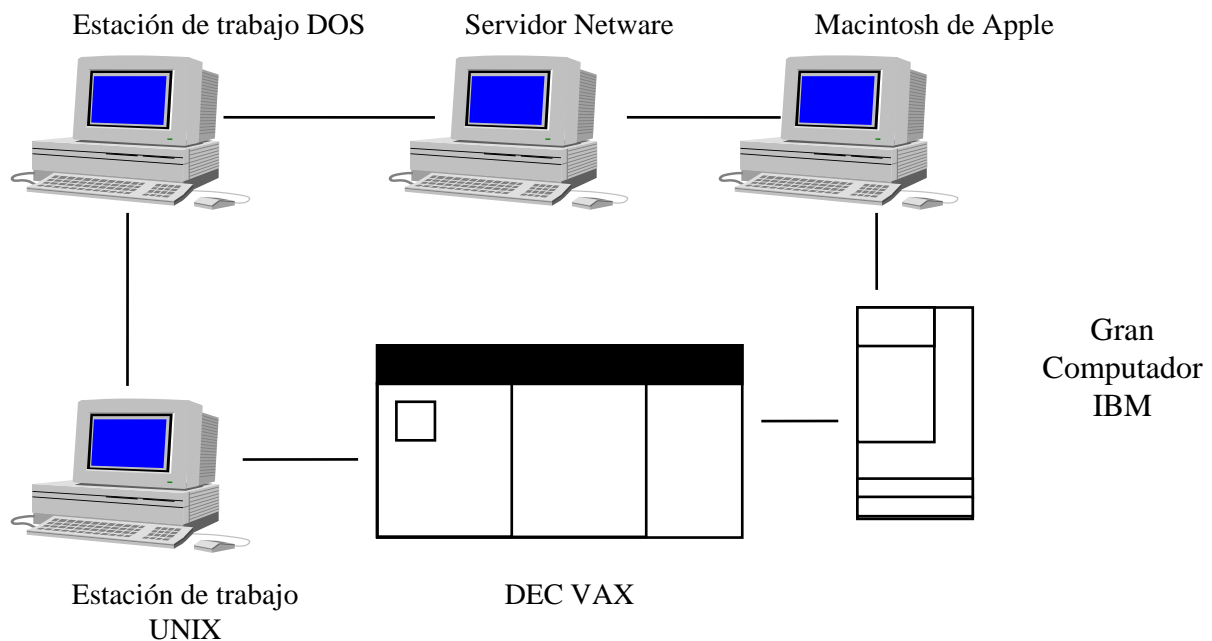 Estación de trabajo DOS
Servidor Netware
Macintosh de Apple
Gran
Computador
IBM
Estación de trabajo
UNIX
DEC VAX